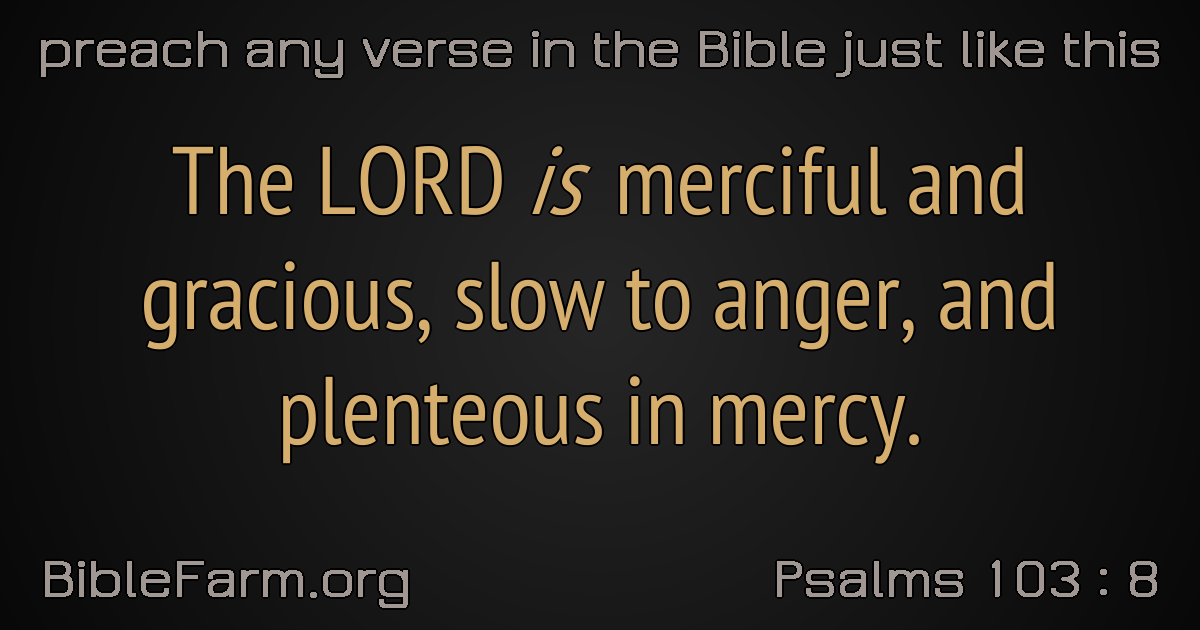 preach any verse in the Bible just like this
The LORD is merciful and
gracious, slow to anger, and
plenteous in mercy.
BibleFarm.org
Psalms 103 : 8